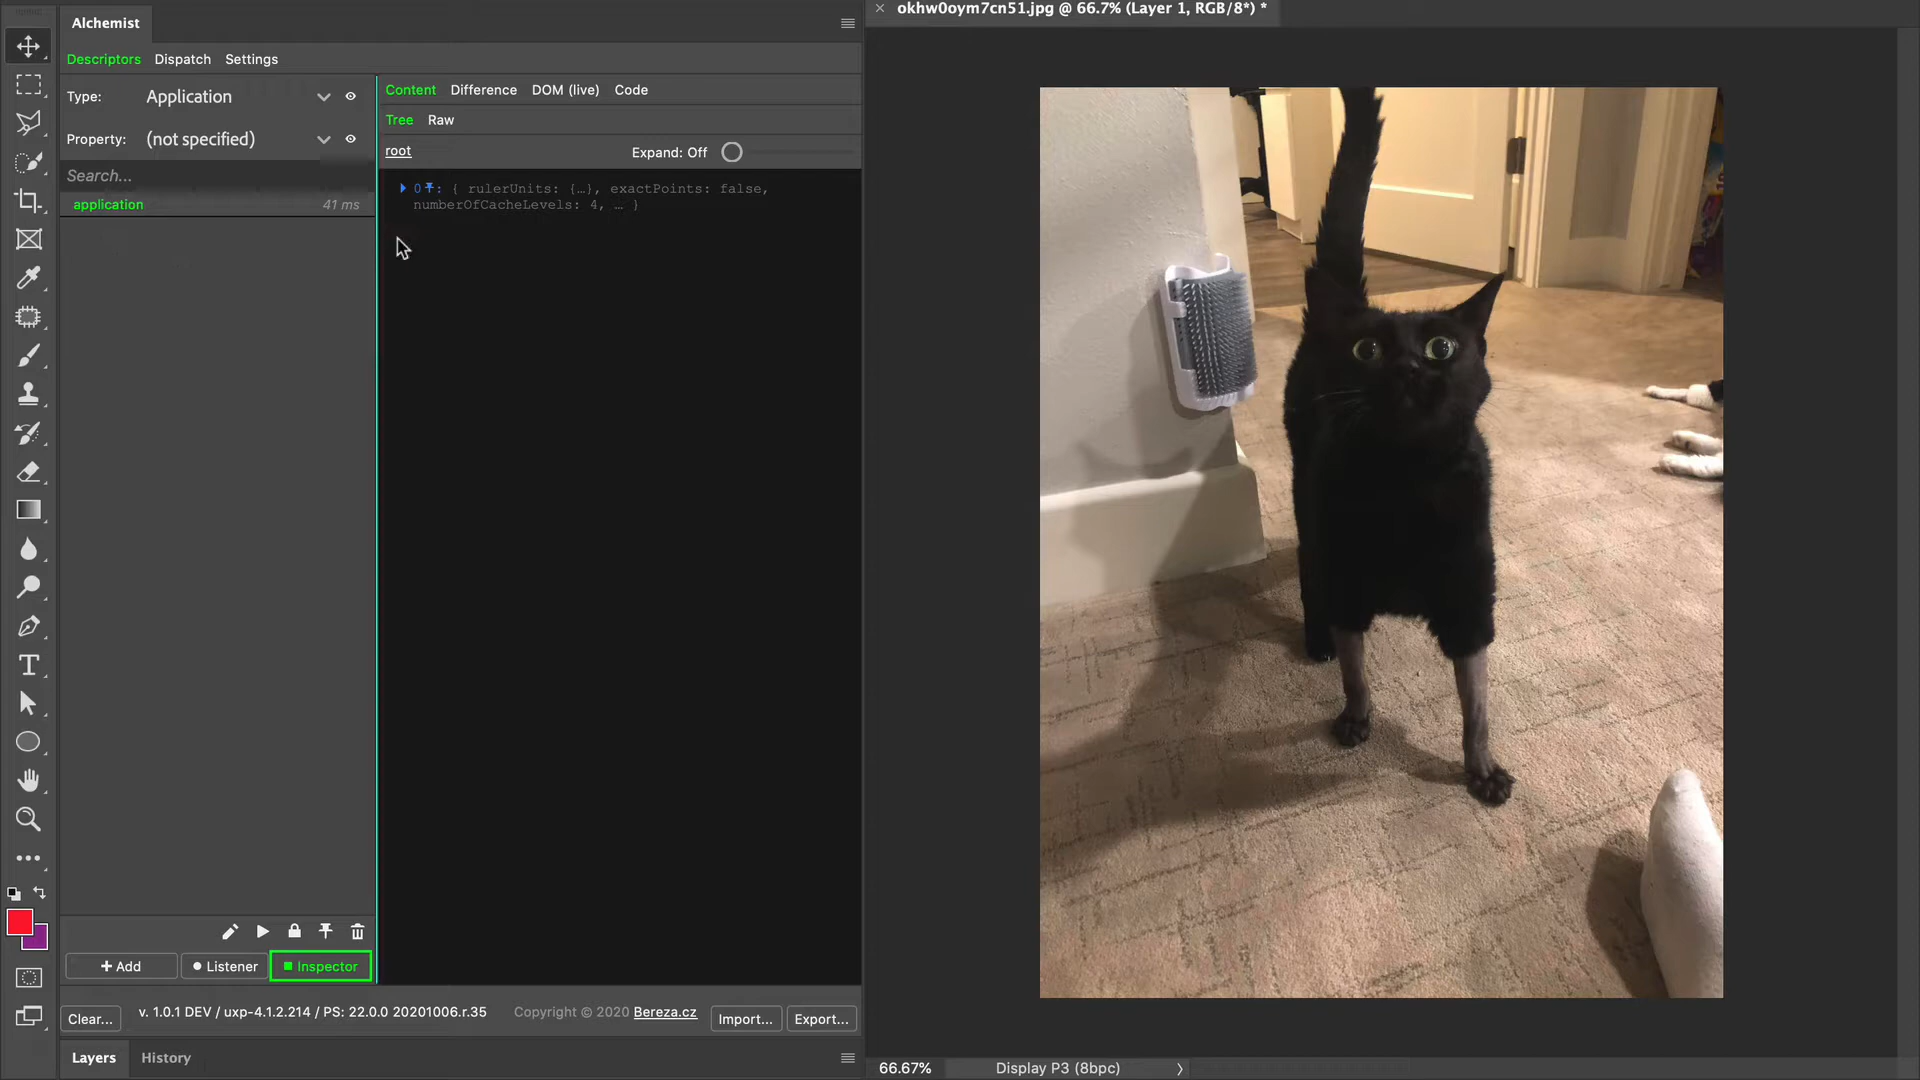 Alchemist
okhw0oym7cn51.jpg @ 66.7% (Layer 1, RGB/8*) *
Descriptors Dispatch Settings
Type: Application
Property: (not specified)
Search...
application 41 ms
Content Difference DOM (live) Code
Tree Raw
root Expand: Off
0: { rulerUnits: {…}, exactPoints: false,
numberOfCacheLevels: 4, … }
+ Add Listener Inspector
Clear... v. 1.0.1 DEV / uxp-4.1.2.214 / PS: 22.0.0 20201006.r.35 Copyright © 2020 Bereza.cz Import... Export...
Layers History
66.67% Display P3 (8bpc)